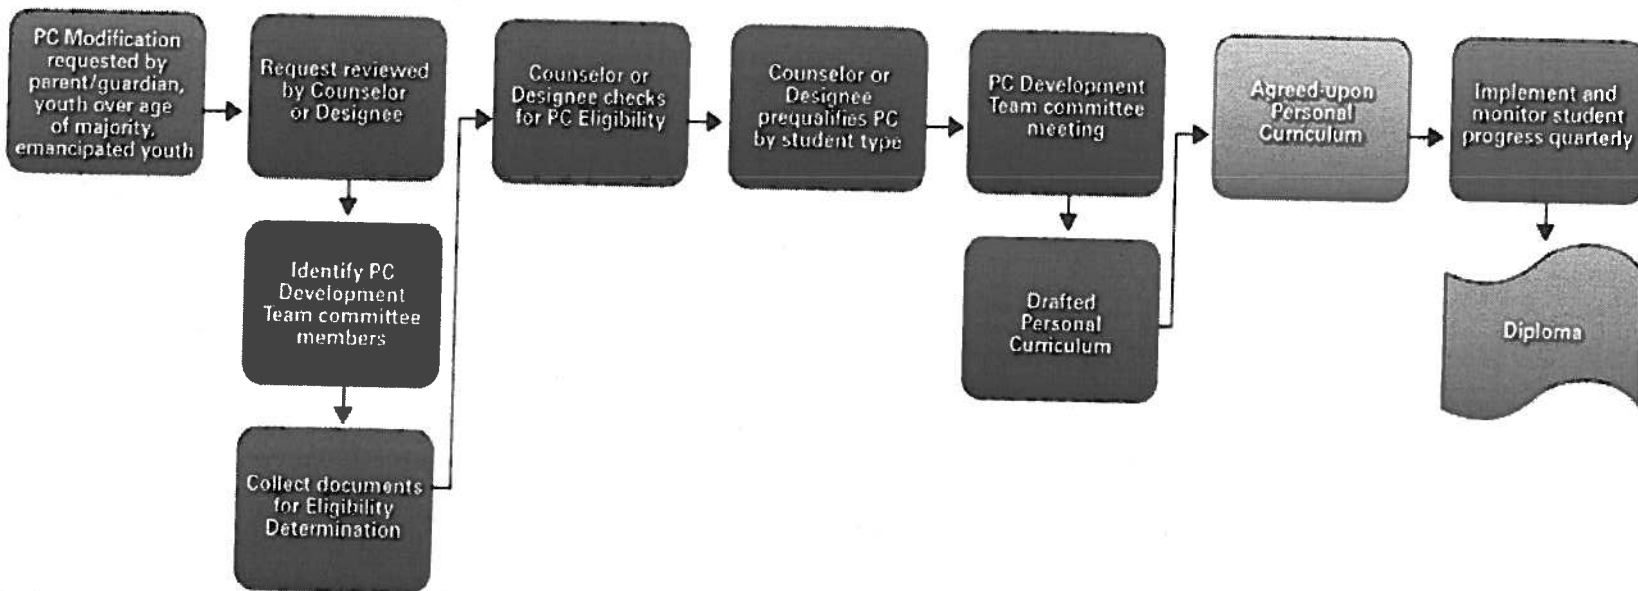 PC Modification
requested by
parent/guardian,
youth over age
of majority,
emancipated youth
Request reviewed
by Counselor
or Designee
Identify PC
Development
Team committee
members
Collect documents
for Eligibility
Determination
Counselor or
Designee checks
for PC Eligibility
Counselor or
Designee
prequalifies PC
by student type
PC Development
Team committee
meeting
Drafted
Personal
Curriculum
Agreed-upon
Personal
Curriculum
Implement and
monitor student
progress quarterly
Diploma